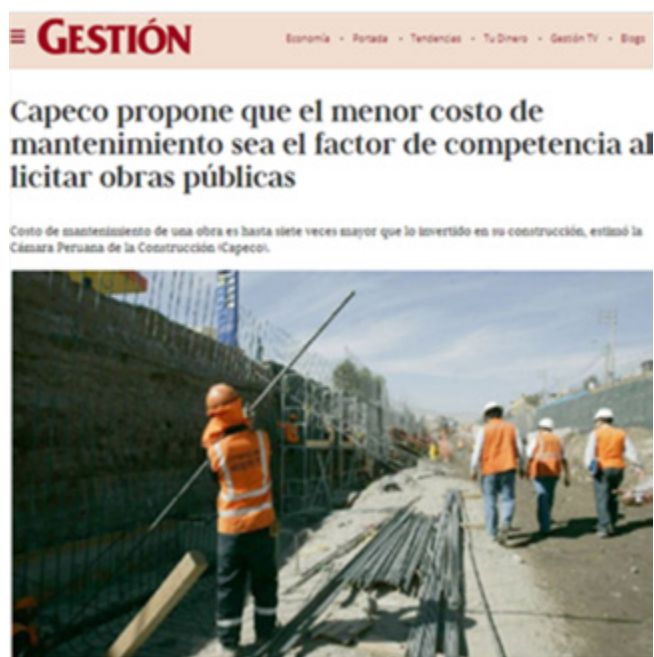 GESTIÓN
Economía • Portada • Tendencias • Tu Dinero • Gestión TV • Blogs
Capeco propone que el menor costo de
mantenimiento sea el factor de competencia al
licitar obras públicas
Costo de mantenimiento de una obra es hasta siete veces mayor que lo invertido en su construcción, estimó la
Cámara Peruana de la Construcción (Capeco).